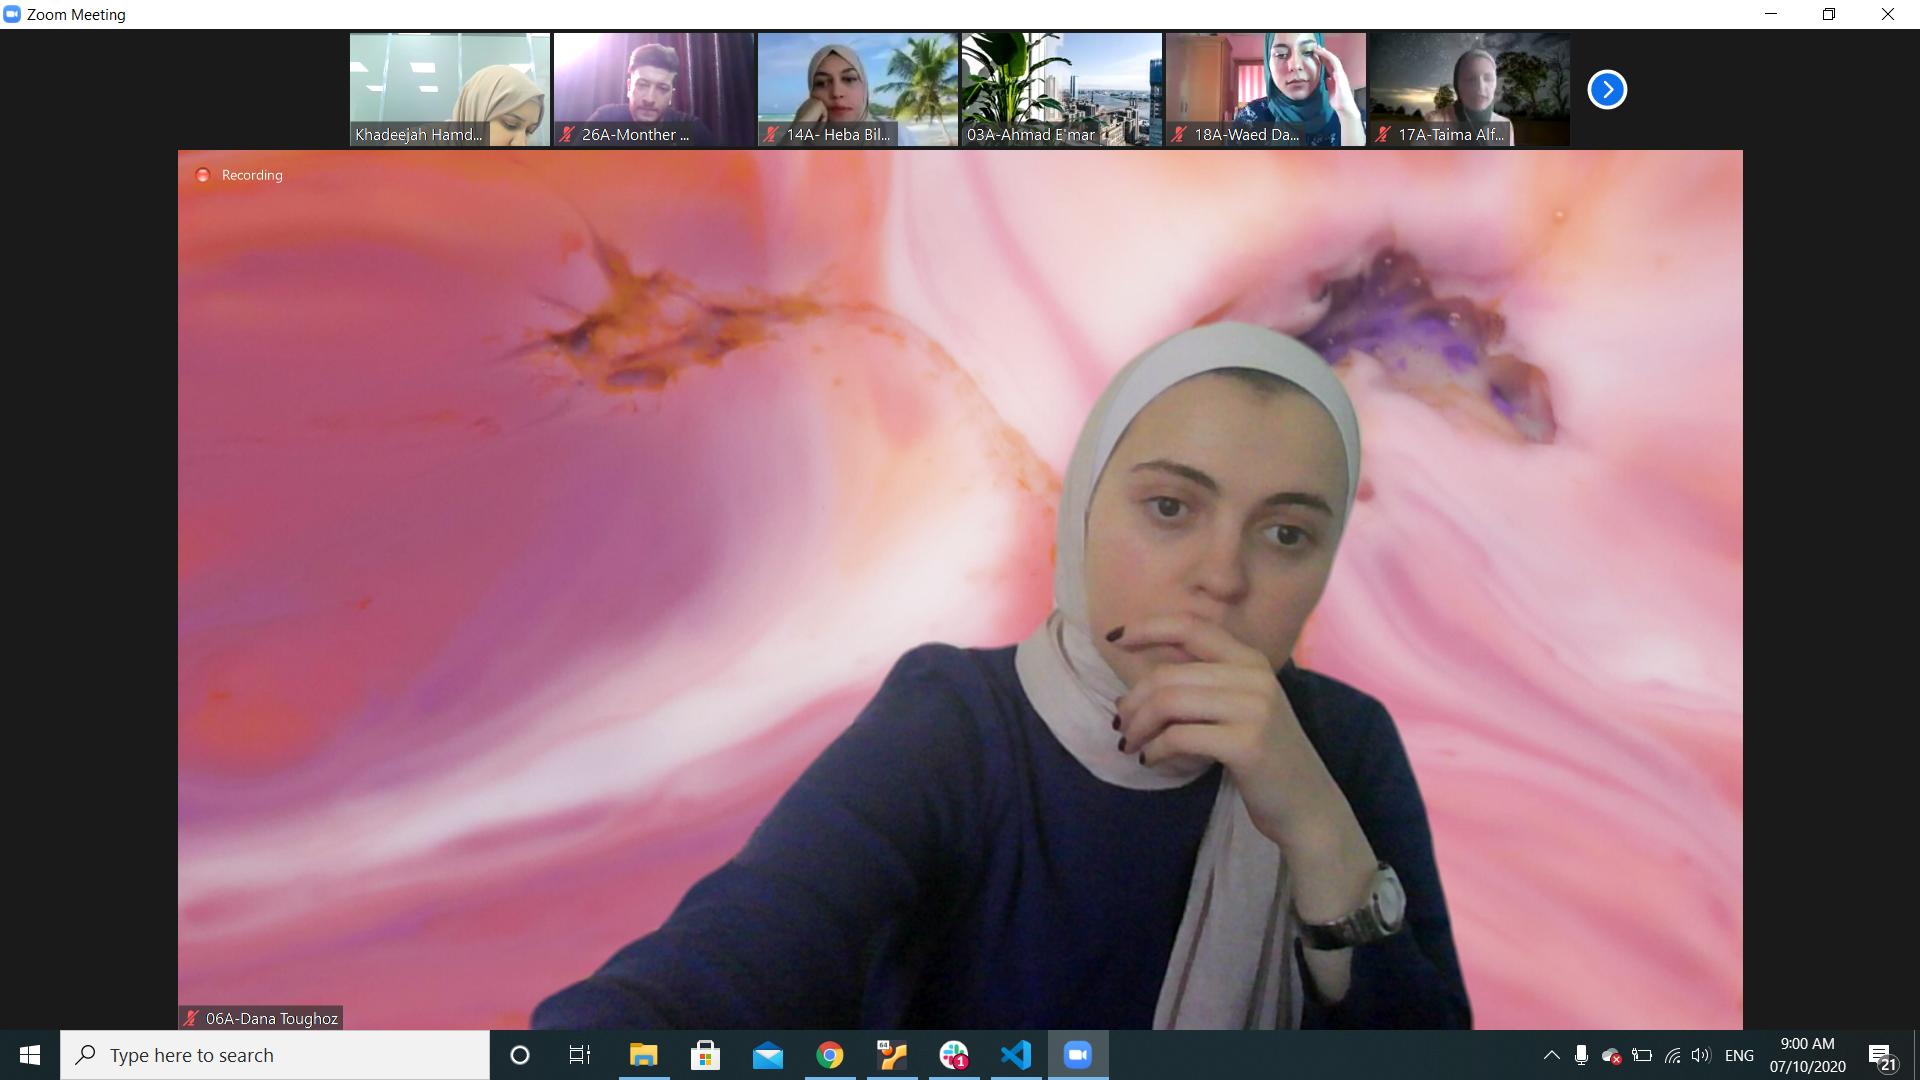 Zoom Meeting
Khadeejah Hamd...
26A-Monther ...
14A- Heba Bil...
03A-Ahmad E'mar
18A-Waed Da...
17A-Taima Alf...
Recording
06A-Dana Toughoz
Type here to search
64
1
ENG
9:00 AM
07/10/2020
21